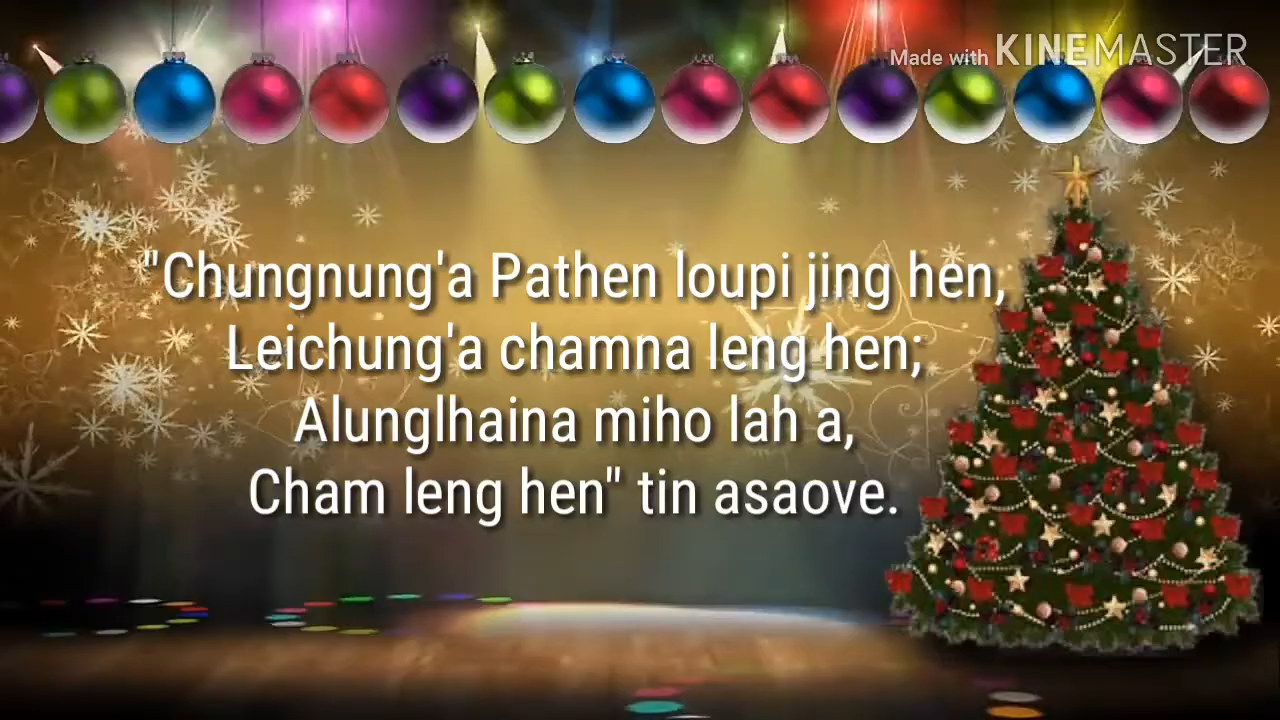 Made with KINEMASTER
"Chungnung'a Pathen loupi jing hen,
Leichung'a chamna leng hen;
Alunglhaina miho lah a,
Cham leng hen" tin asaove.